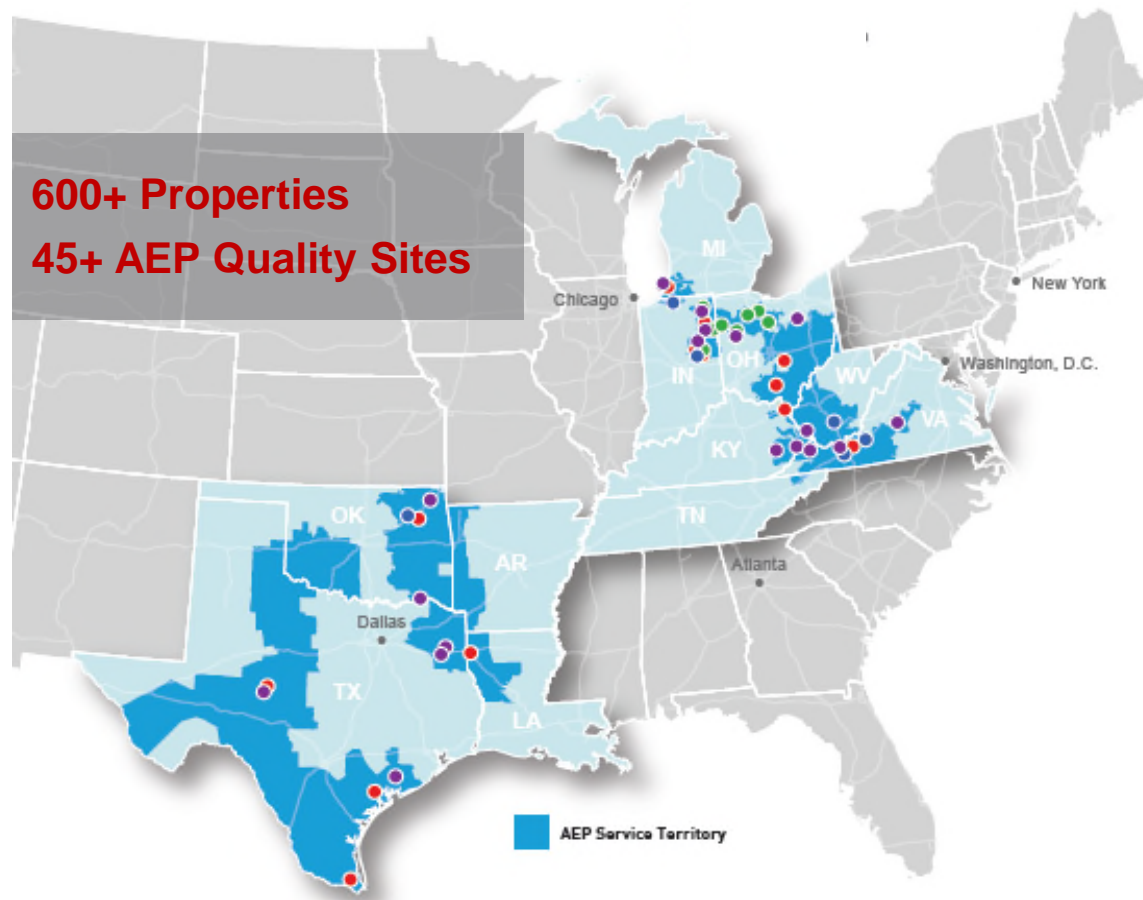 600+ Properties
45+ AEP Quality Sites
MI
Chicago
New York
OH
IN
WV
Washington, D.C.
VA
KY
OK
TN
AR
Atlanta
Dallas
TX
LA
AEP Service Territory